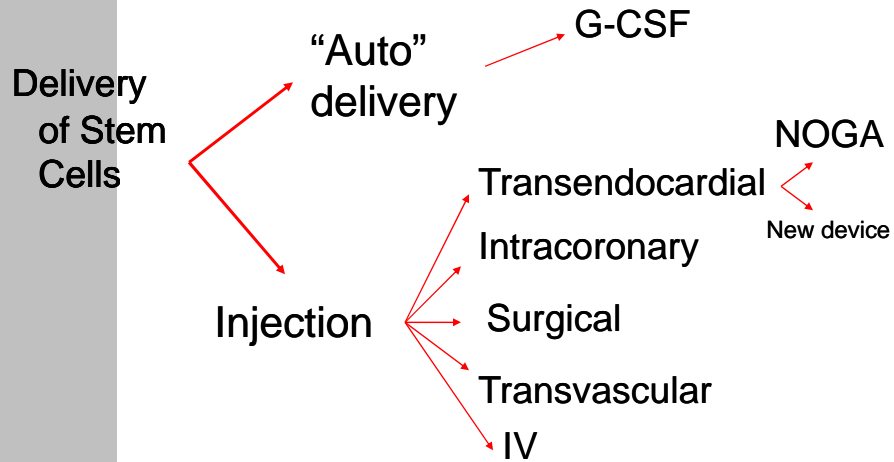 Delivery
of Stem
Cells
“Auto”
delivery
G-CSF
Injection
Transendocardial
NOGA
New device
Intracoronary
Surgical
Transvascular
IV